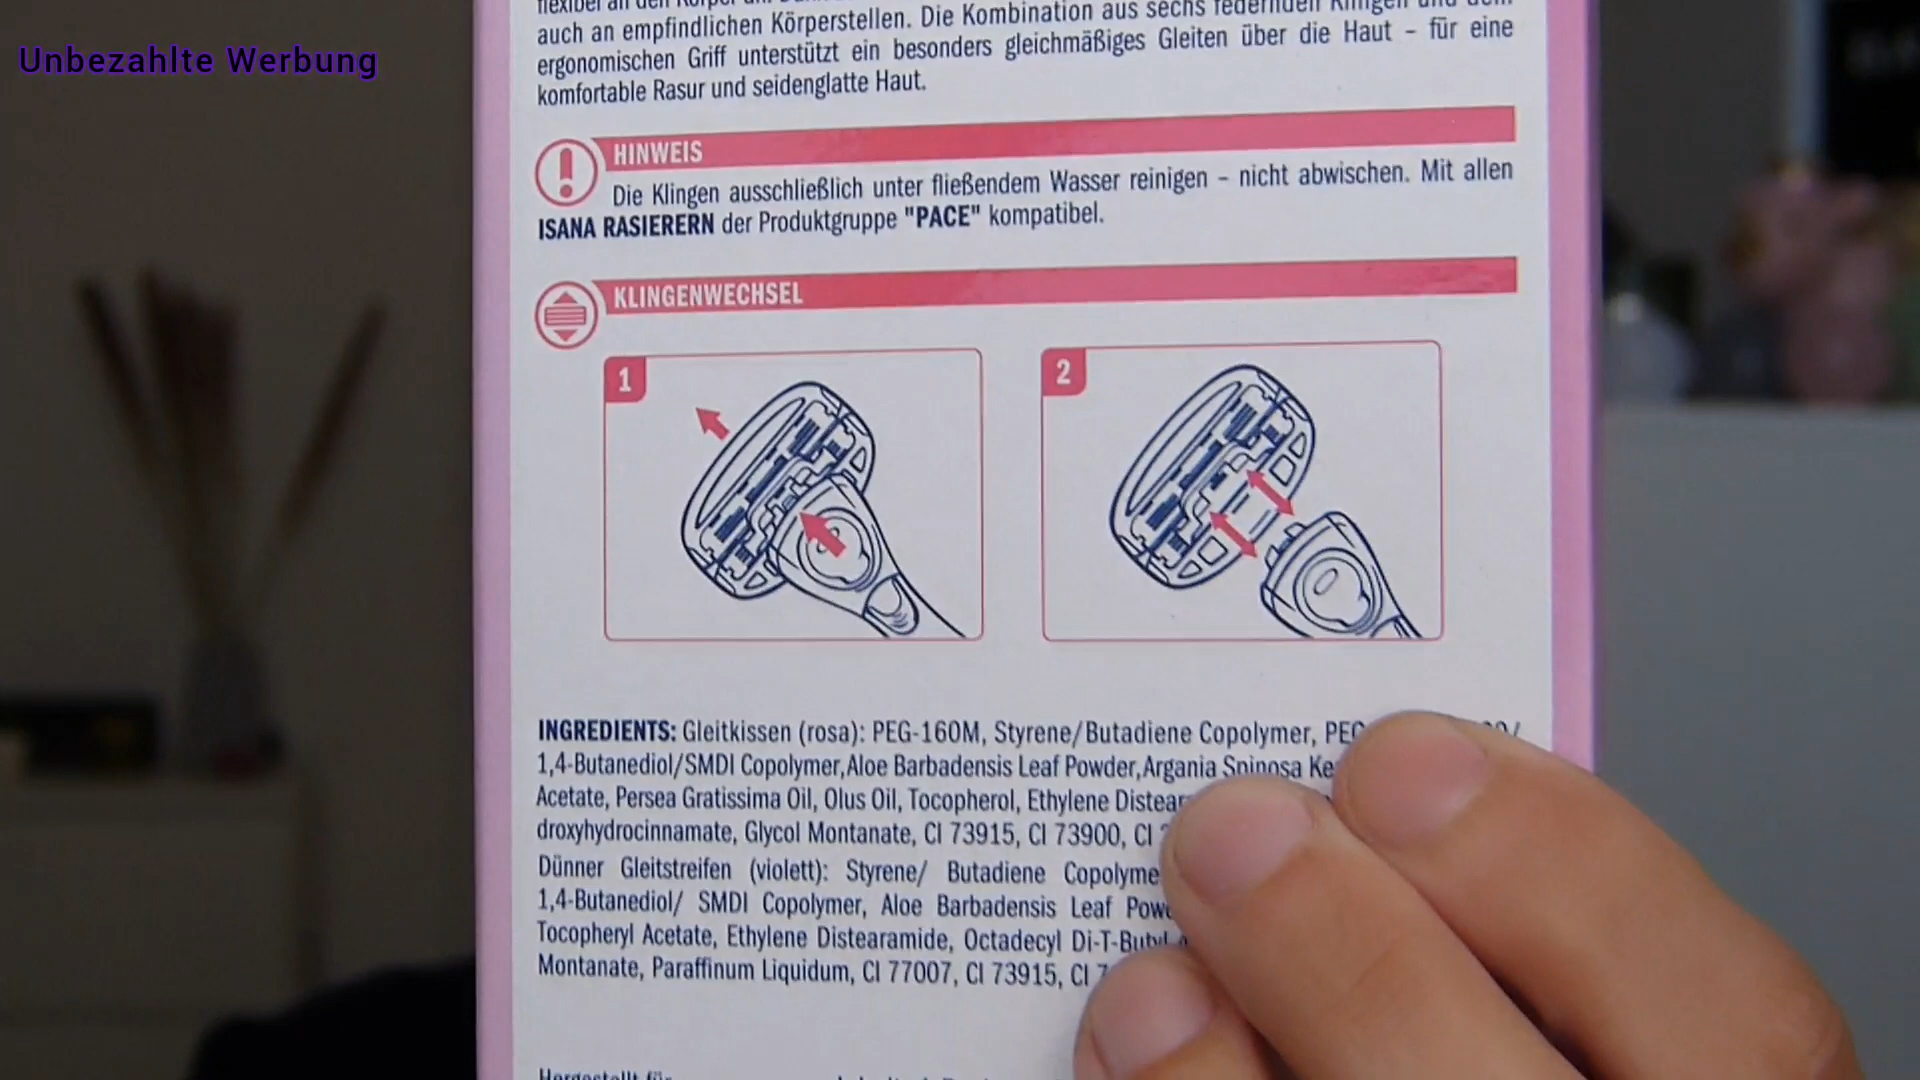 Unbezahlte Werbung
auch an empfindlichen Körperstellen. Die Kombination aus sechs federnden Klingen und dem
ergonomischen Griff unterstützt ein besonders gleichmäßiges Gleiten über die Haut – für eine
komfortable Rasur und seidenglatte Haut.
HINWEIS
Die Klingen ausschließlich unter fließendem Wasser reinigen – nicht abwischen. Mit allen
ISANA RASIERERN der Produktgruppe "PACE" kompatibel.
KLINGENWECHSEL
1
2
INGREDIENTS: Gleitkissen (rosa): PEG-160M, Styrene/Butadiene Copolymer,
1,4-Butanediol/SMDI Copolymer,Aloe Barbadensis Leaf Powder,Argania Spinosa
Acetate, Persea Gratissima Oil, Olus Oil, Tocopherol, Ethylene
droxyhydrocinnamate, Glycol Montanate, CI 73915, CI 73900, CI
Dünner Gleitstreifen (violett): Styrene/ Butadiene
1,4-Butanediol/ SMDI Copolymer, Aloe Barbadensis Leaf
Tocopheryl Acetate, Ethylene Distearamide, Octadecyl Di-T-Butyl
Montanate, Paraffinum Liquidum, CI 77007, CI 73915, CI
Hergestellt für